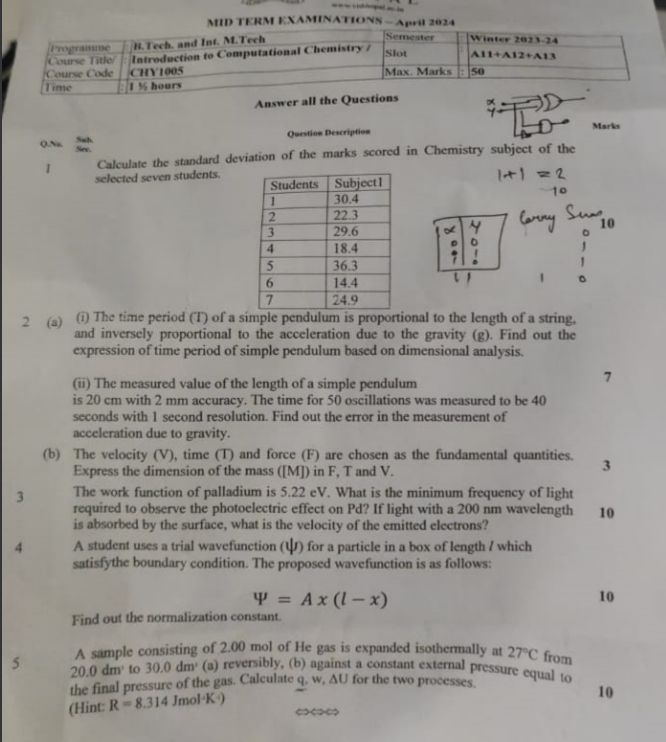 MID TERM EXAMINATIONS – April 2024
Programme : B.Tech. and Int. M.Tech Semester : Winter 2023-24
Course Title/ : Introduction to Computational Chemistry / Slot : A11+A12+A13
Course Code CHY1005 Max. Marks : 50
Time : 1 ½ hours
Answer all the Questions
x
y
Q.No. Sub. Sec. Question Description Marks
1 Calculate the standard deviation of the marks scored in Chemistry subject of the
selected seven students. 10
Students Subject1
1 30.4
2 22.3
3 29.6
4 18.4
5 36.3
6 14.4
7 24.9
1+1 = 2
10
x y Carry Sum
0 0 0
1
1 1
1 1 1 0
2 (a) (i) The time period (T) of a simple pendulum is proportional to the length of a string,
and inversely proportional to the acceleration due to the gravity (g). Find out the
expression of time period of simple pendulum based on dimensional analysis.
7
(ii) The measured value of the length of a simple pendulum
is 20 cm with 2 mm accuracy. The time for 50 oscillations was measured to be 40
seconds with 1 second resolution. Find out the error in the measurement of
acceleration due to gravity.
(b) The velocity (V), time (T) and force (F) are chosen as the fundamental quantities.
Express the dimension of the mass ([M]) in F, T and V. 3
3 The work function of palladium is 5.22 eV. What is the minimum frequency of light
required to observe the photoelectric effect on Pd? If light with a 200 nm wavelength 10
is absorbed by the surface, what is the velocity of the emitted electrons?
4 A student uses a trial wavefunction (ψ) for a particle in a box of length l which
satisfythe boundary condition. The proposed wavefunction is as follows:
Ψ = A x (l − x) 10
Find out the normalization constant.
5 A sample consisting of 2.00 mol of He gas is expanded isothermally at 27°C from
20.0 dm³ to 30.0 dm³ (a) reversibly, (b) against a constant external pressure equal to
the final pressure of the gas. Calculate q, w, ΔU for the two processes.
(Hint: R = 8.314 Jmol⁻¹K⁻¹) 10